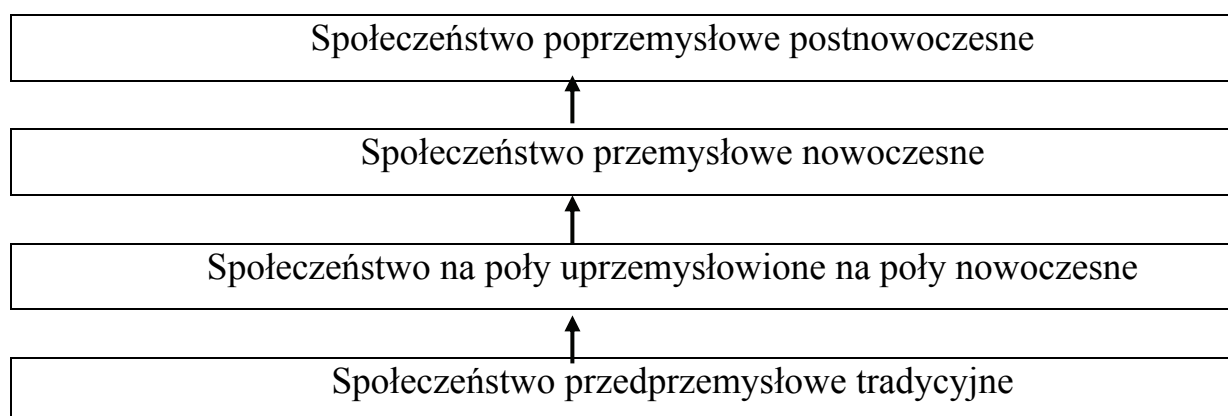 Społeczeństwo poprzemysłowe postnowoczesne
Społeczeństwo przemysłowe nowoczesne
Społeczeństwo na poły uprzemysłowione na poły nowoczesne
Społeczeństwo przedprzemysłowe tradycyjne